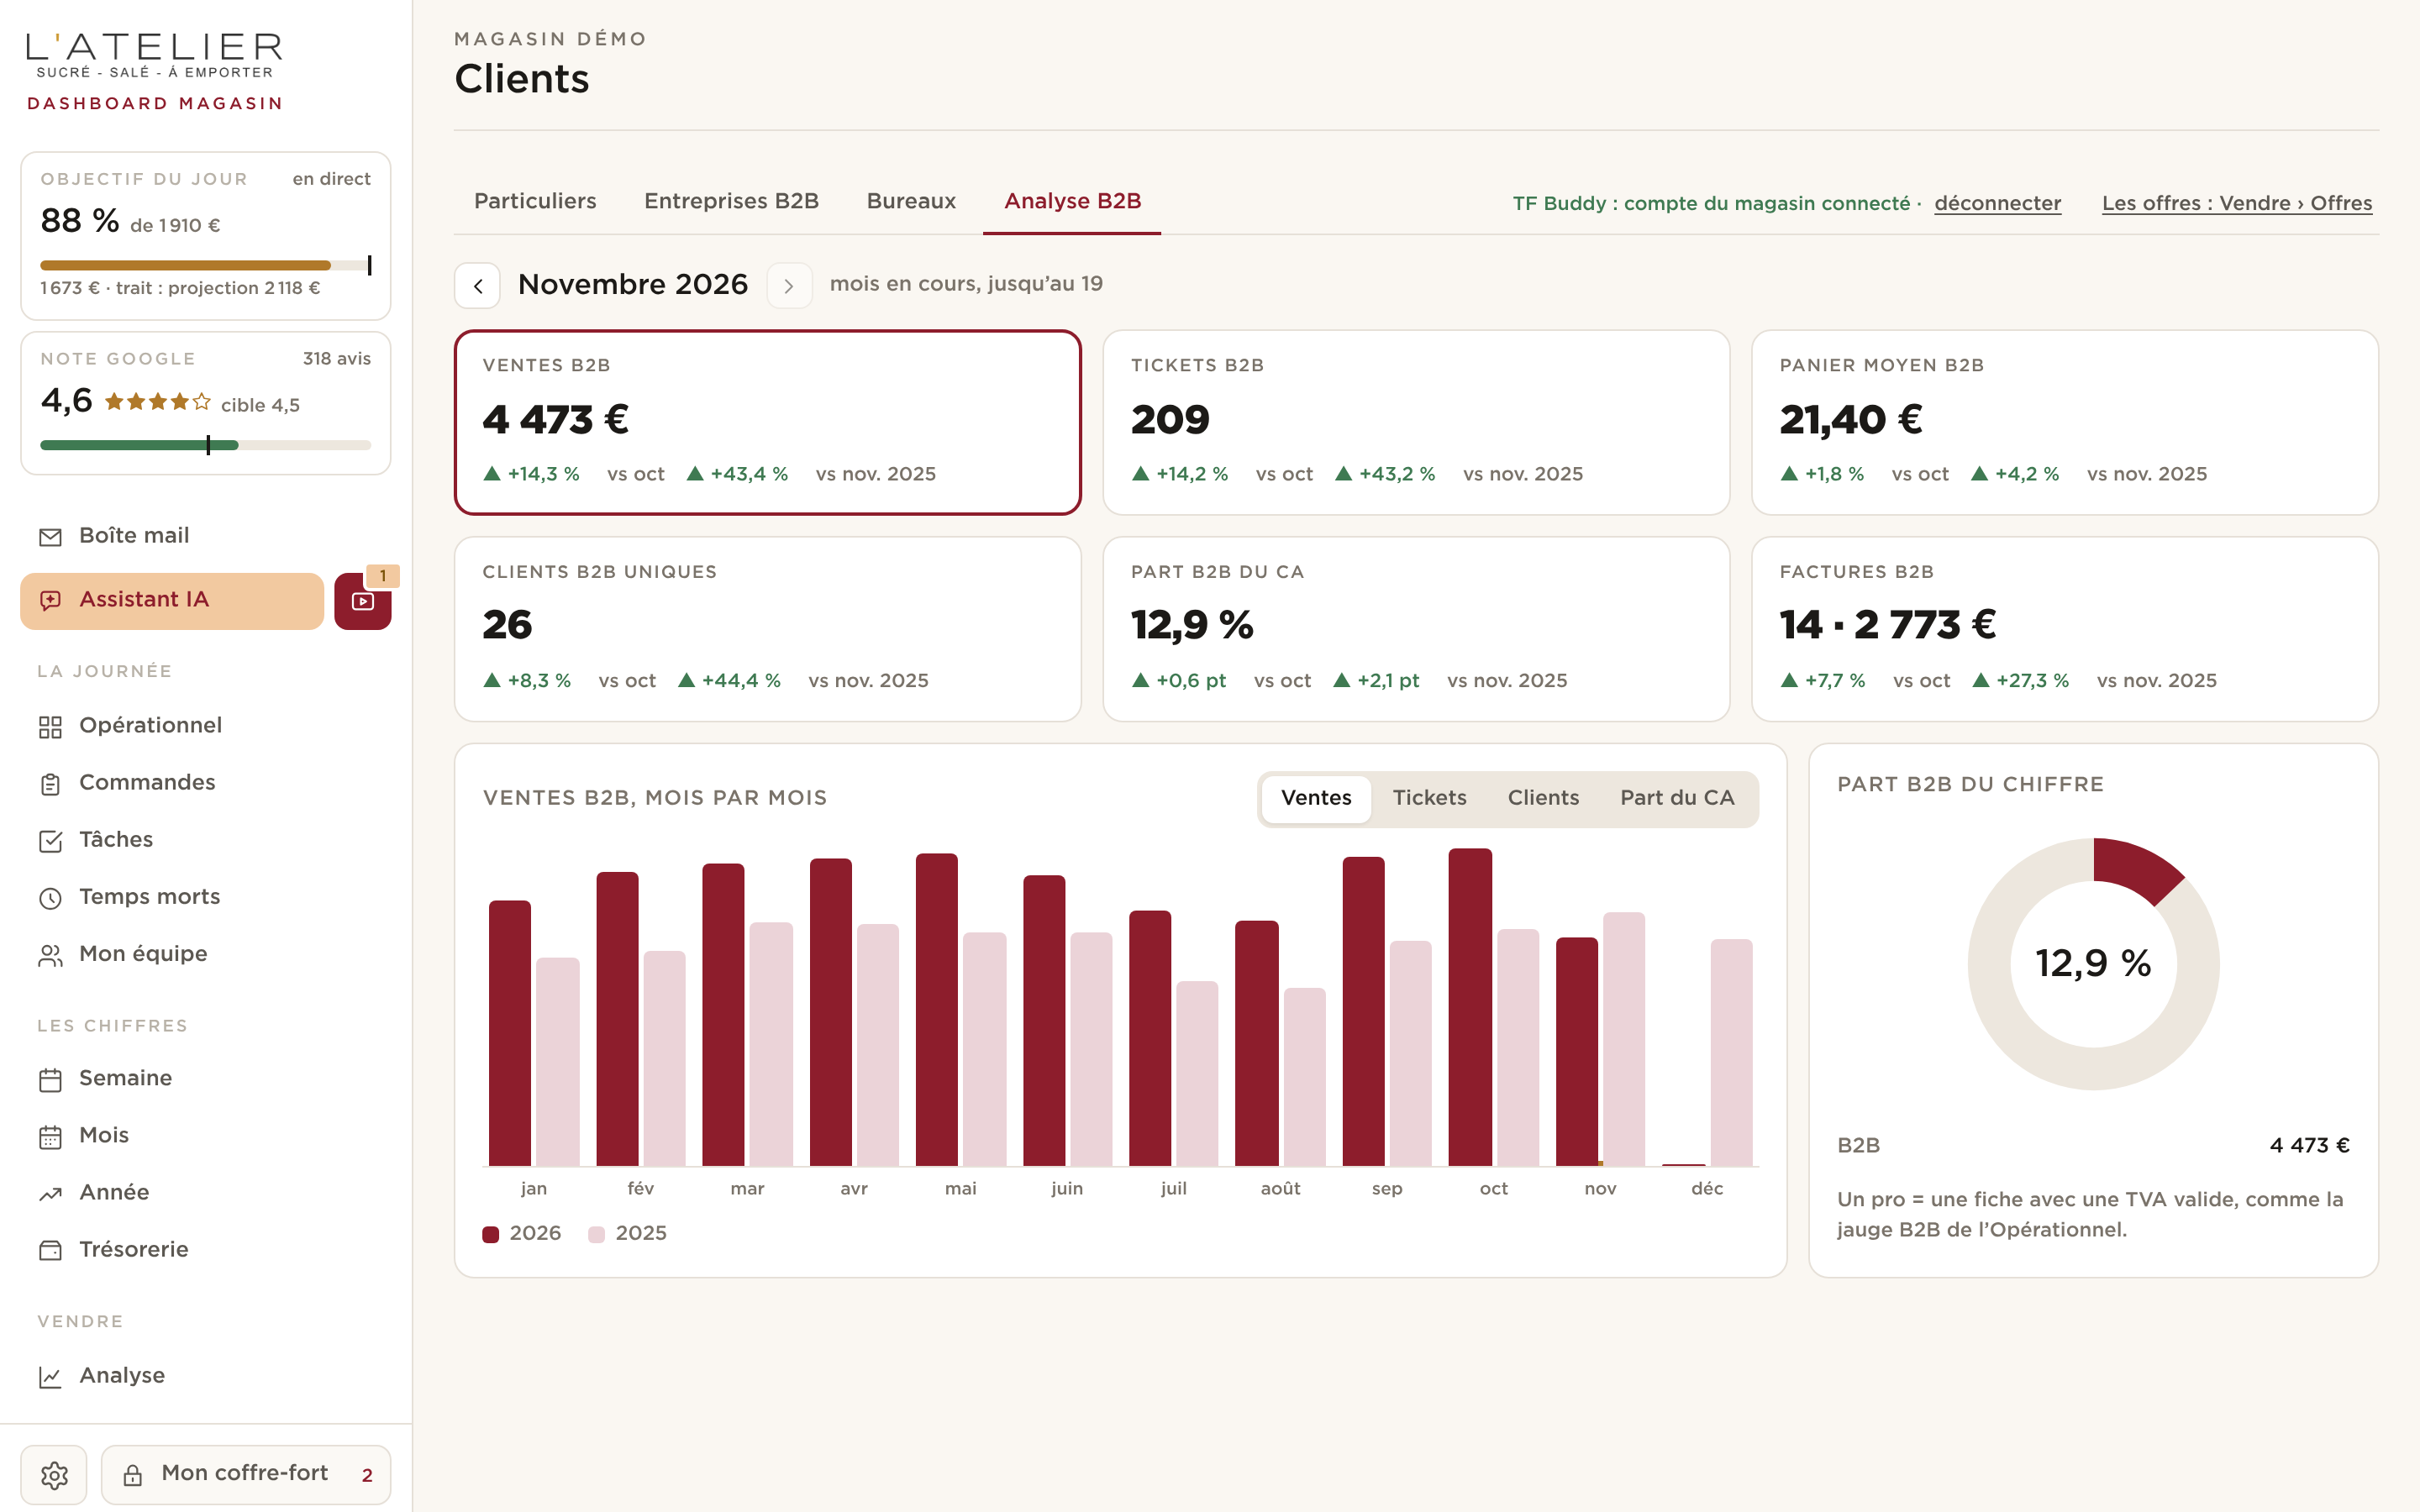 L'ATELIER
SUCRÉ - SALÉ - À EMPORTER
DASHBOARD MAGASIN
OBJECTIF DU JOUR en direct
88 % de 1 910 €
1 673 € · trait : projection 2 118 €
NOTE GOOGLE 318 avis
4,6 cible 4,5
Boîte mail
Assistant IA 1
LA JOURNÉE
Opérationnel
Commandes
Tâches
Temps morts
Mon équipe
LES CHIFFRES
Semaine
Mois
Année
Trésorerie
VENDRE
Analyse
Mon coffre-fort 2
MAGASIN DÉMO
Clients
Particuliers Entreprises B2B Bureaux Analyse B2B TF Buddy : compte du magasin connecté · déconnecter Les offres : Vendre › Offres
Novembre 2026 mois en cours, jusqu’au 19
VENTES B2B
4 473 €
▲ +14,3 % vs oct ▲ +43,4 % vs nov. 2025
TICKETS B2B
209
▲ +14,2 % vs oct ▲ +43,2 % vs nov. 2025
PANIER MOYEN B2B
21,40 €
▲ +1,8 % vs oct ▲ +4,2 % vs nov. 2025
CLIENTS B2B UNIQUES
26
▲ +8,3 % vs oct ▲ +44,4 % vs nov. 2025
PART B2B DU CA
12,9 %
▲ +0,6 pt vs oct ▲ +2,1 pt vs nov. 2025
FACTURES B2B
14 · 2 773 €
▲ +7,7 % vs oct ▲ +27,3 % vs nov. 2025
VENTES B2B, MOIS PAR MOIS Ventes Tickets Clients Part du CA
jan fév mar avr mai juin juil août sep oct nov déc
2026 2025
PART B2B DU CHIFFRE
12,9 %
B2B 4 473 €
Un pro = une fiche avec une TVA valide, comme la
jauge B2B de l’Opérationnel.